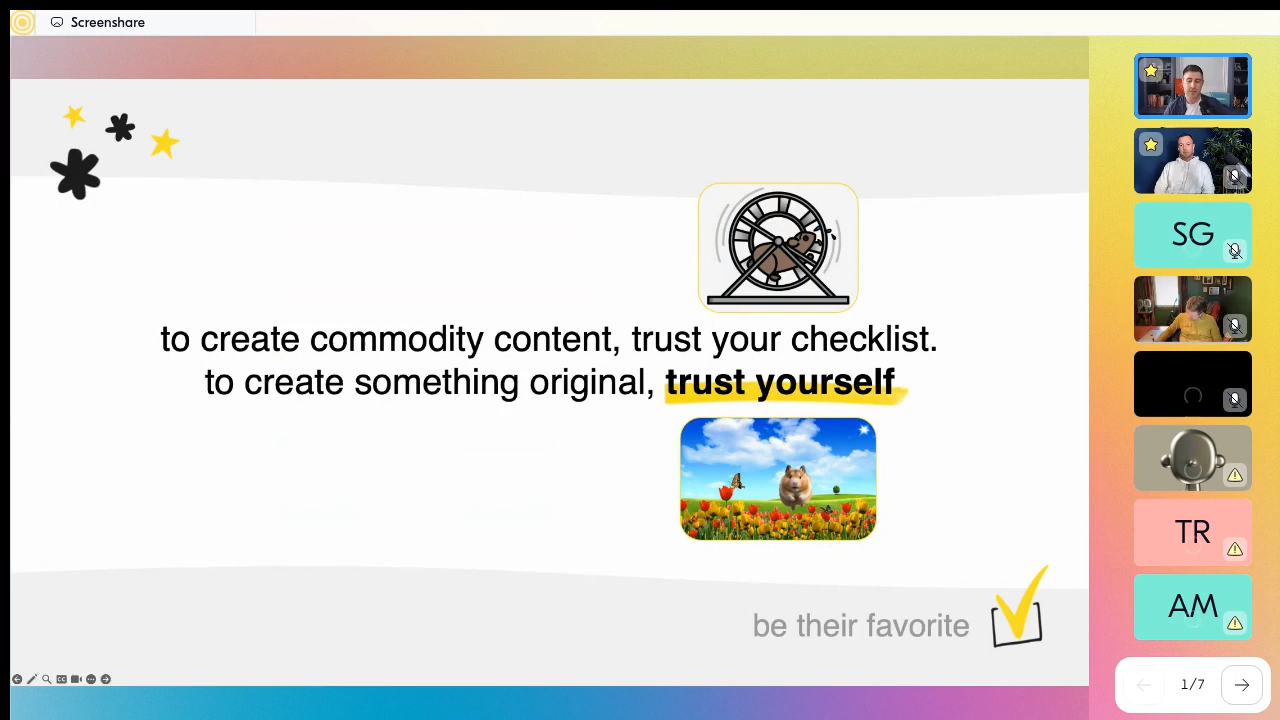 Screenshare
to create commodity content, trust your checklist.
to create something original, trust yourself
be their favorite
SG
TR
AM
1/7